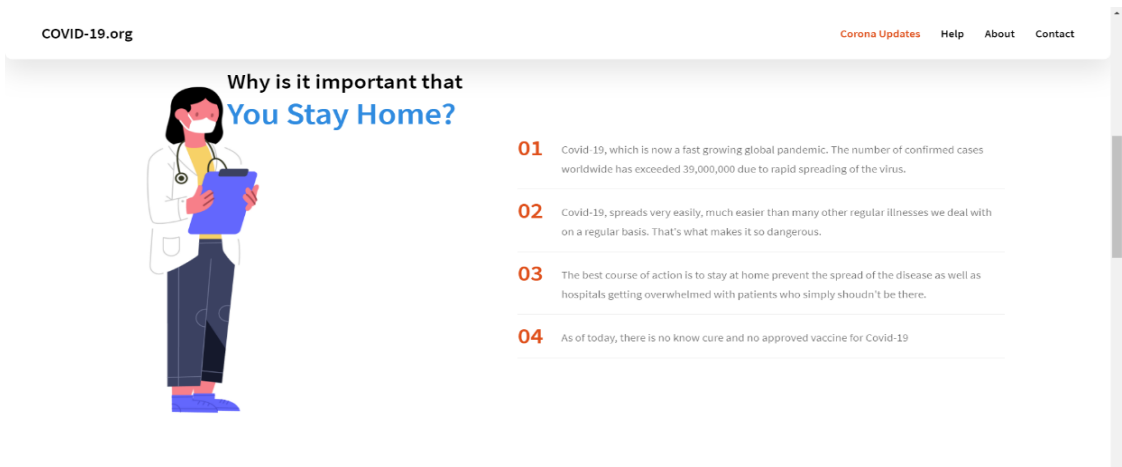 COVID-19.org
Corona Updates
Help
About
Contact
Why is it important that
You Stay Home?
01
Covid-19, which is now a fast growing global pandemic. The number of confirmed cases
worldwide has exceeded 39,000,000 due to rapid spreading of the virus.
02
Covid-19, spreads very easily, much easier than many other regular illnesses we deal with
on a regular basis. That's what makes it so dangerous.
03
The best course of action is to stay at home prevent the spread of the disease as well as
hospitals getting overwhelmed with patients who simply shoudn't be there.
04
As of today, there is no know cure and no approved vaccine for Covid-19